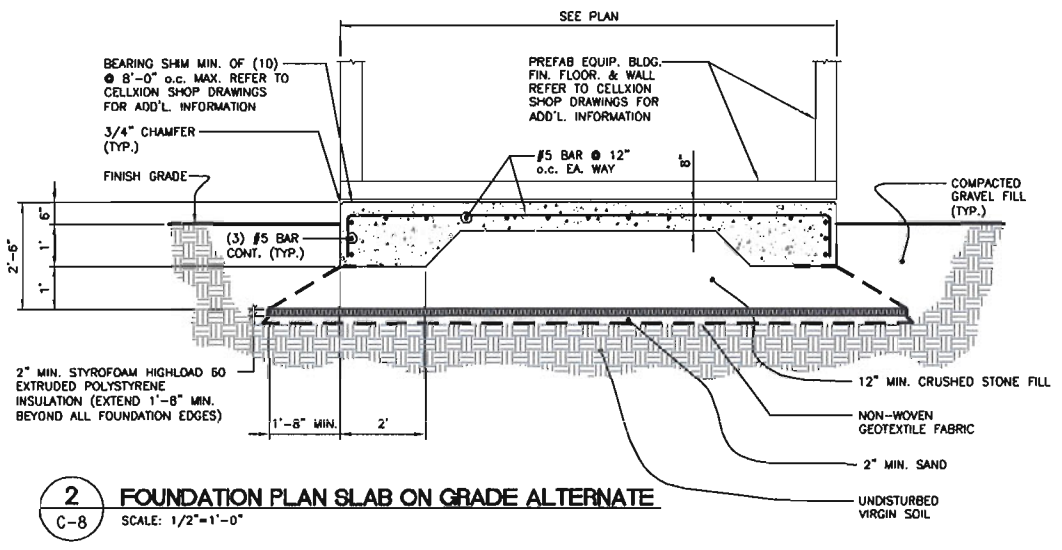 SEE PLAN
BEARING SHIM MIN. OF (10)
@ 8'-0" o.c. MAX. REFER TO
CELLXION SHOP DRAWINGS
FOR ADD'L. INFORMATION
PREFAB EQUIP. BLDG.
FIN. FLOOR. & WALL
REFER TO CELLXION
SHOP DRAWINGS FOR
ADD'L. INFORMATION
3/4" CHAMFER
(TYP.)
#5 BAR @ 12"
o.c. EA. WAY
8"
FINISH GRADE
COMPACTED
GRAVEL FILL
(TYP.)
6"
2'-6"
1'
(3) #5 BAR
CONT. (TYP.)
1'
2" MIN. STYROFOAM HIGHLOAD 60
EXTRUDED POLYSTYRENE
INSULATION (EXTEND 1'-8" MIN.
BEYOND ALL FOUNDATION EDGES)
12" MIN. CRUSHED STONE FILL
1'-8" MIN.
2'
NON-WOVEN
GEOTEXTILE FABRIC
2" MIN. SAND
UNDISTURBED
VIRGIN SOIL
2
C-8
FOUNDATION PLAN SLAB ON GRADE ALTERNATE
SCALE: 1/2"=1'-0"